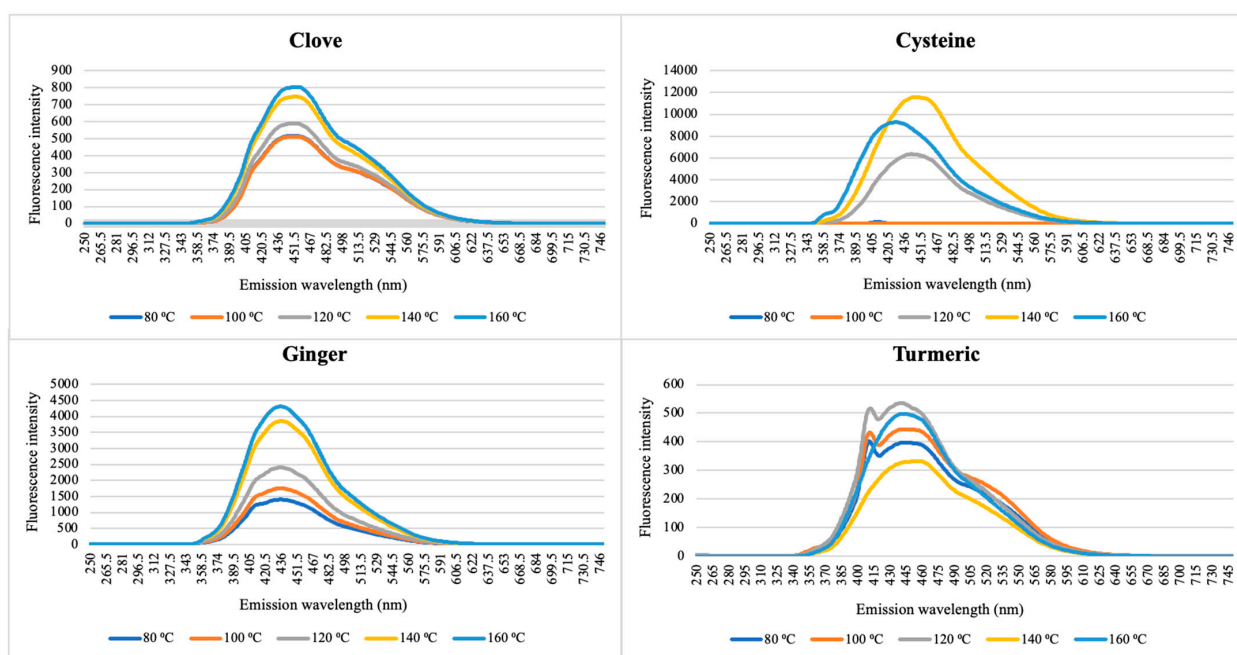 Clove
Fluorescence intensity
900
800
700
600
500
400
300
200
100
0
250 265.5 281 296.5 312 327.5 343 358.5 374 389.5 405 420.5 436 451.5 467 482.5 498 513.5 529 544.5 560 575.5 591 606.5 622 637.5 653 668.5 684 699.5 715 730.5 746
Emission wavelength (nm)
80 ºC 100 ºC 120 ºC 140 ºC 160 ºC
Cysteine
Fluorescence intensity
14000
12000
10000
8000
6000
4000
2000
0
250 265.5 281 296.5 312 327.5 343 358.5 374 389.5 405 420.5 436 451.5 467 482.5 498 513.5 529 544.5 560 575.5 591 606.5 622 637.5 653 668.5 684 699.5 715 730.5 746
Emission wavelength (nm)
80 ºC 100 ºC 120 ºC 140 ºC 160 ºC
Ginger
Fluorescence intensity
5000
4500
4000
3500
3000
2500
2000
1500
1000
500
0
250 265.5 281 296.5 312 327.5 343 358.5 374 389.5 405 420.5 436 451.5 467 482.5 498 513.5 529 544.5 560 575.5 591 606.5 622 637.5 653 668.5 684 699.5 715 730.5 746
Emission wavelength (nm)
80 ºC 100 ºC 120 ºC 140 ºC 160 ºC
Turmeric
Fluorescence intensity
600
500
400
300
200
100
0
250 265 280 295 310 325 340 355 370 385 400 415 430 445 460 475 490 505 520 535 550 565 580 595 610 625 640 655 670 685 700 715 730 745
Emission wavelength (nm)
80 ºC 100 ºC 120 ºC 140 ºC 160 ºC